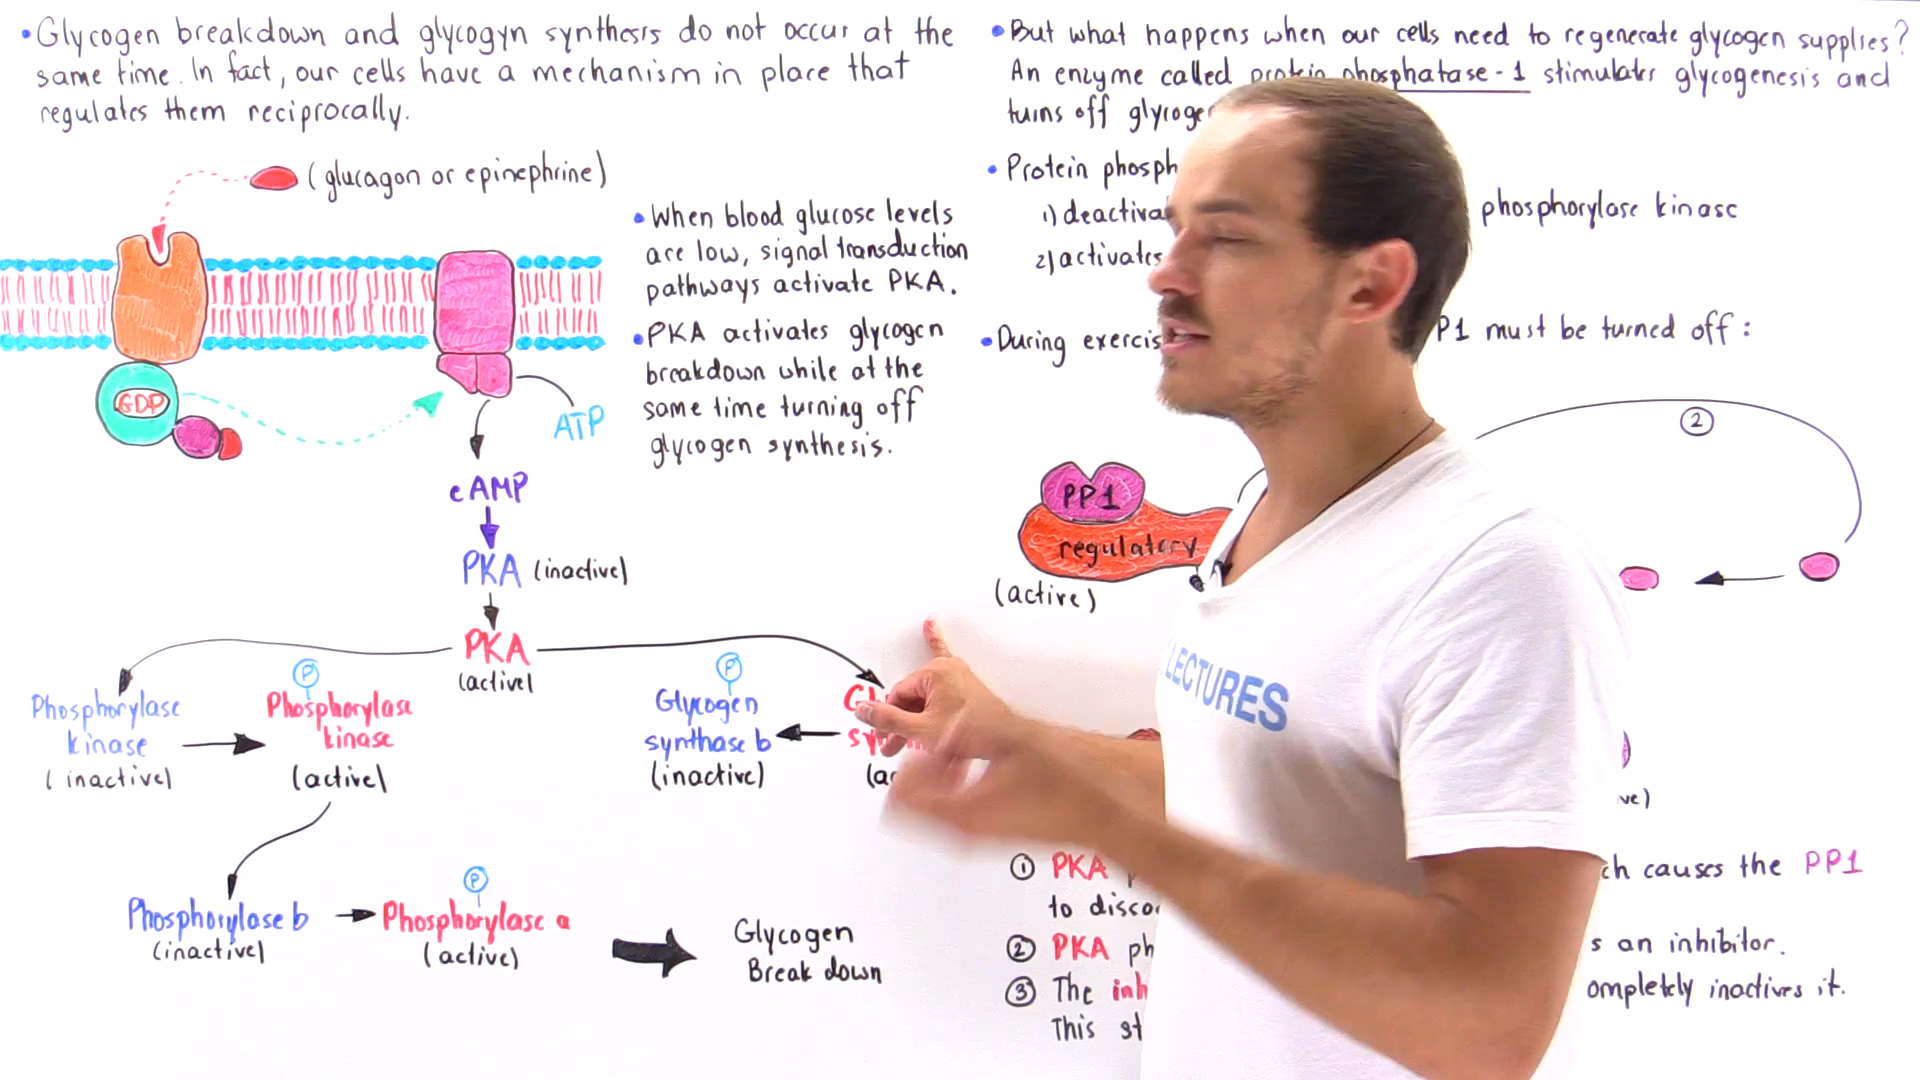 • Glycogen breakdown and glycogyn synthesis do not occur at the
same time. In fact, our cells have a mechanism in place that
regulates them reciprocally.
(glucagon or epinephrine)
• When blood glucose levels
are low, signal transduction
pathways activate PKA.
• PKA activates glycogen
breakdown while at the
same time turning off
glycogen synthesis.
GDP
ATP
cAMP
PKA (inactive)
PKA
(active)
Phosphorylase
kinase
(inactive)
P
Phosphorylase
kinase
(active)
P
Glycogen
synthase b
(inactive)
Phosphorylase b
(inactive)
P
Phosphorylase a
(active)
Glycogen
Break down
• But what happens when our cells need to regenerate glycogen supplies?
An enzyme called protein phosphatase-1 stimulates glycogenesis and
turns off
• Protein
1)
phosphorylase kinase
2) activates
• During
P1 must be turned off:
2
PP1
regulatory
(active)
LECTURES
① PKA
causes the PP1
to
② PKA
an inhibitor.
③ The
inactives it.
This